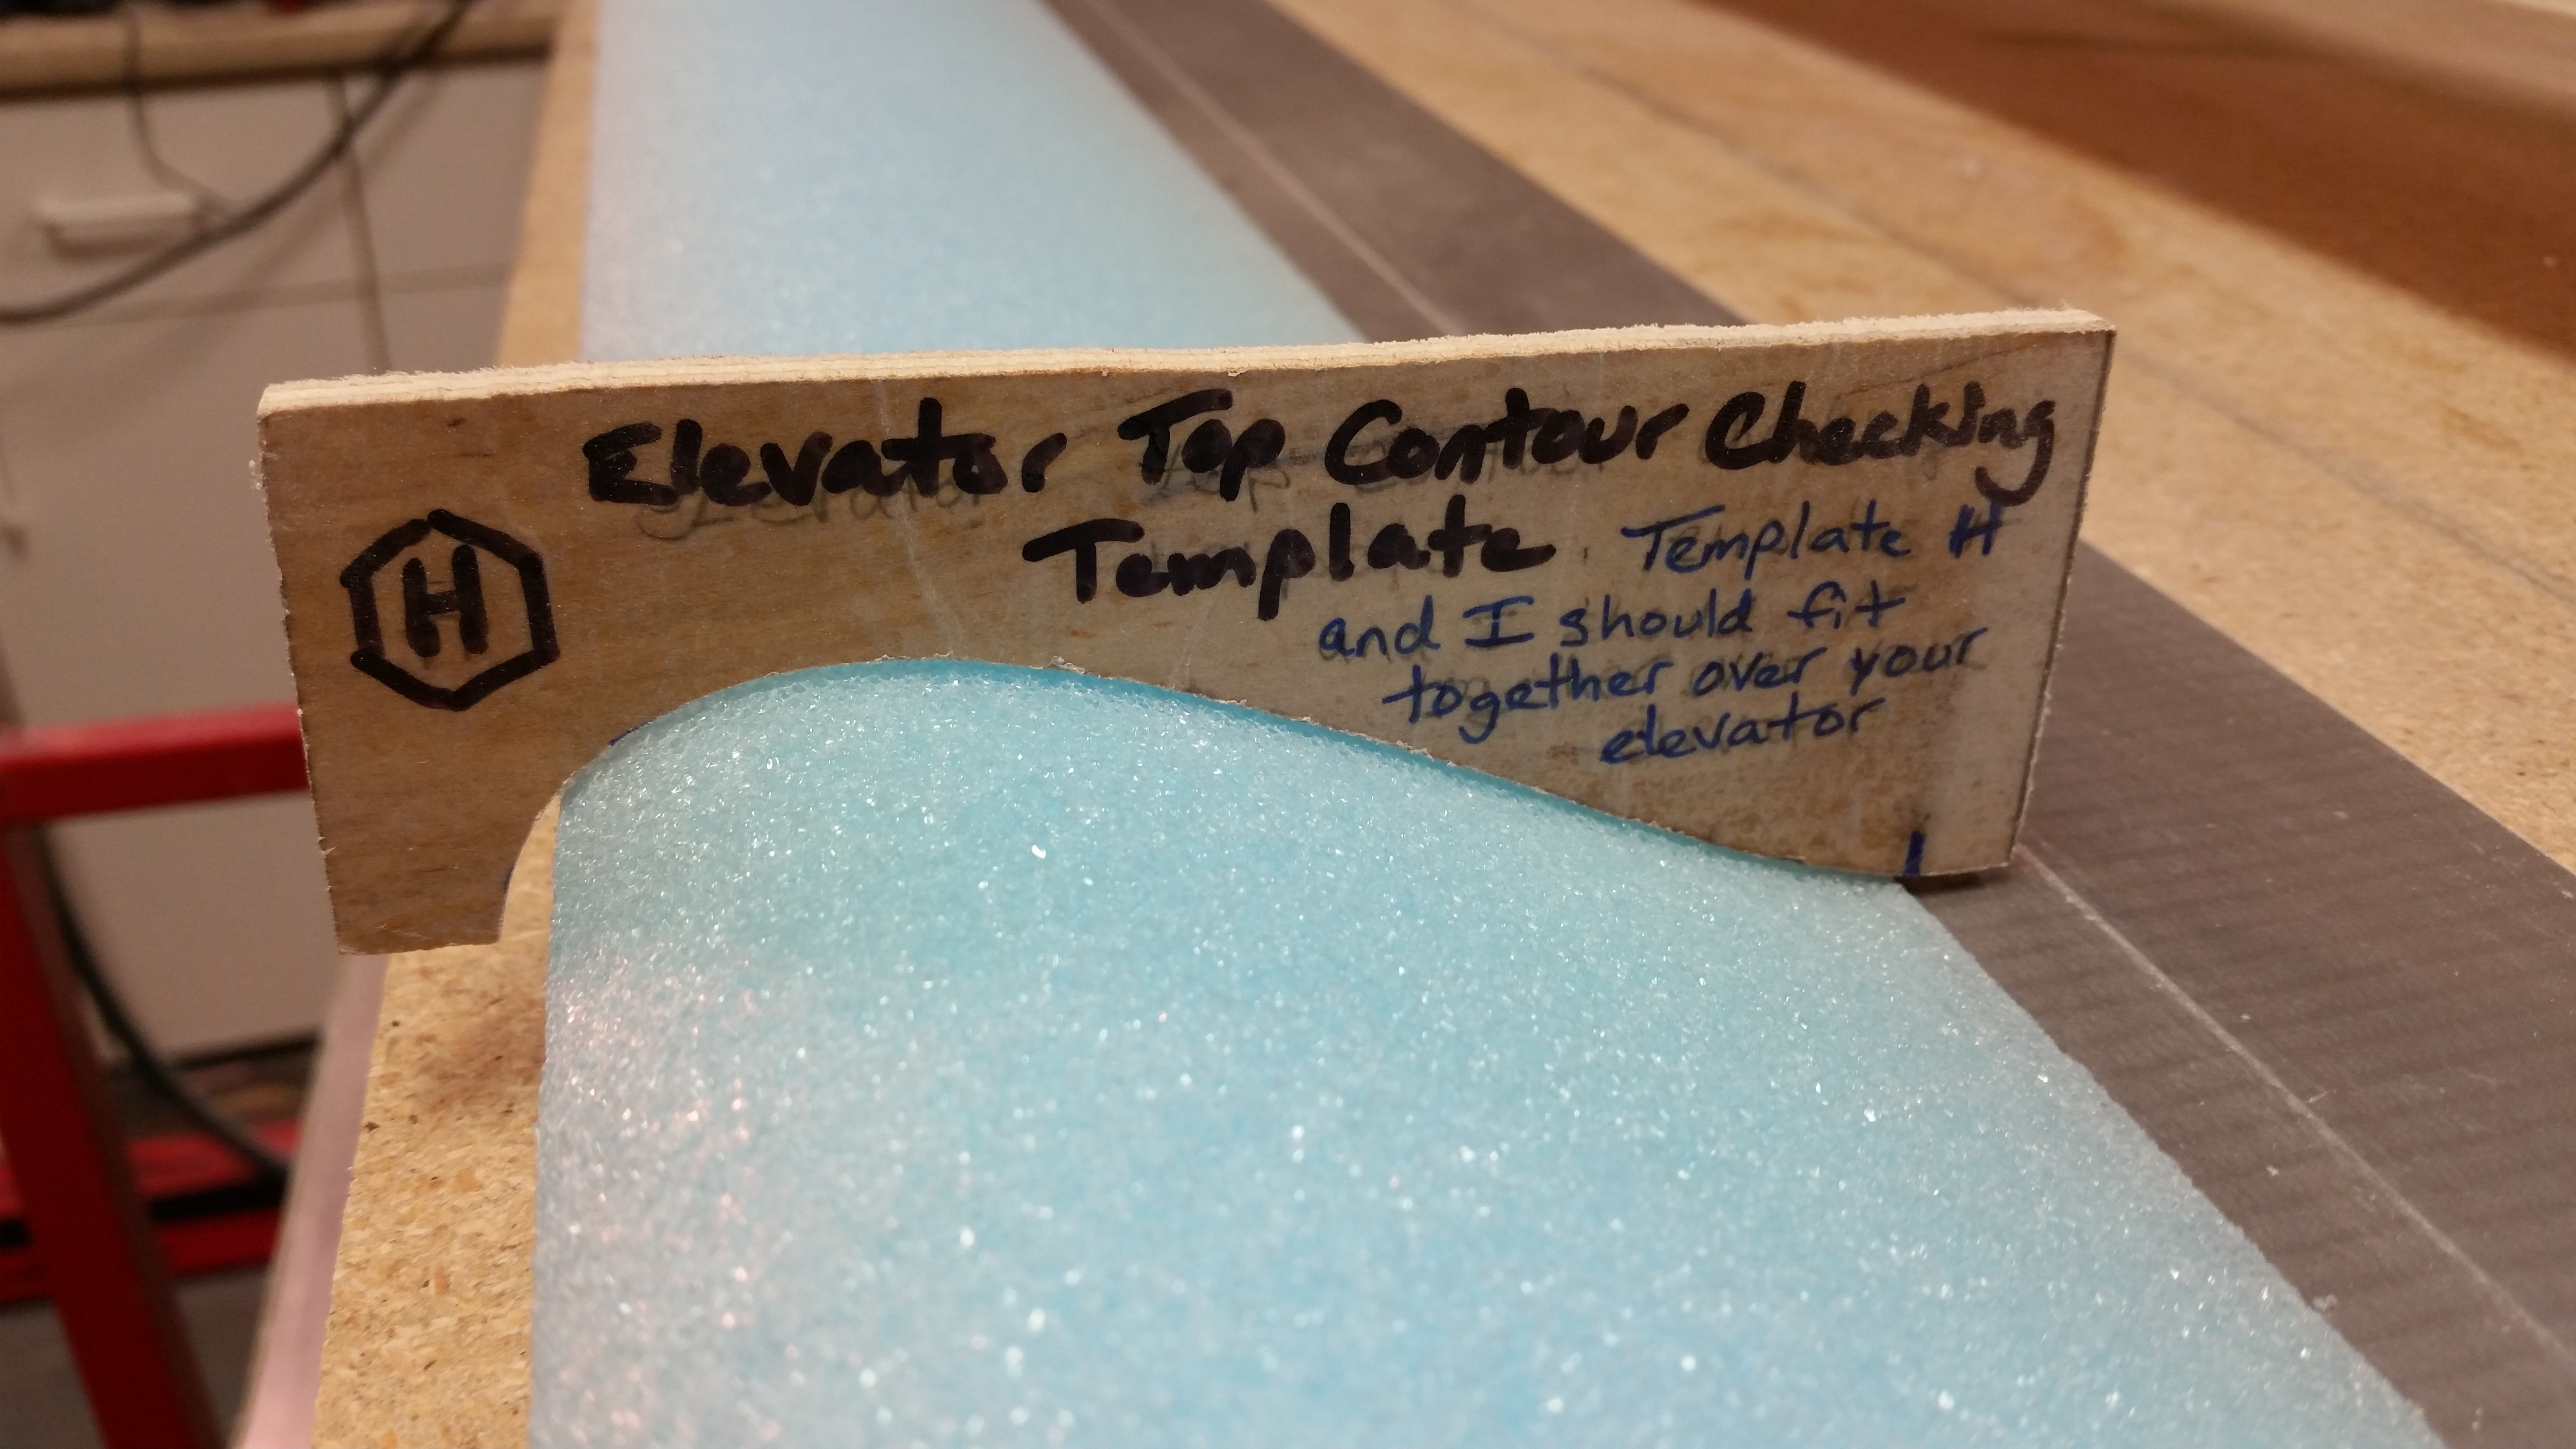 Elevator Top Contour Checking
Template
H
Template H
and I should fit
together over your
elevator